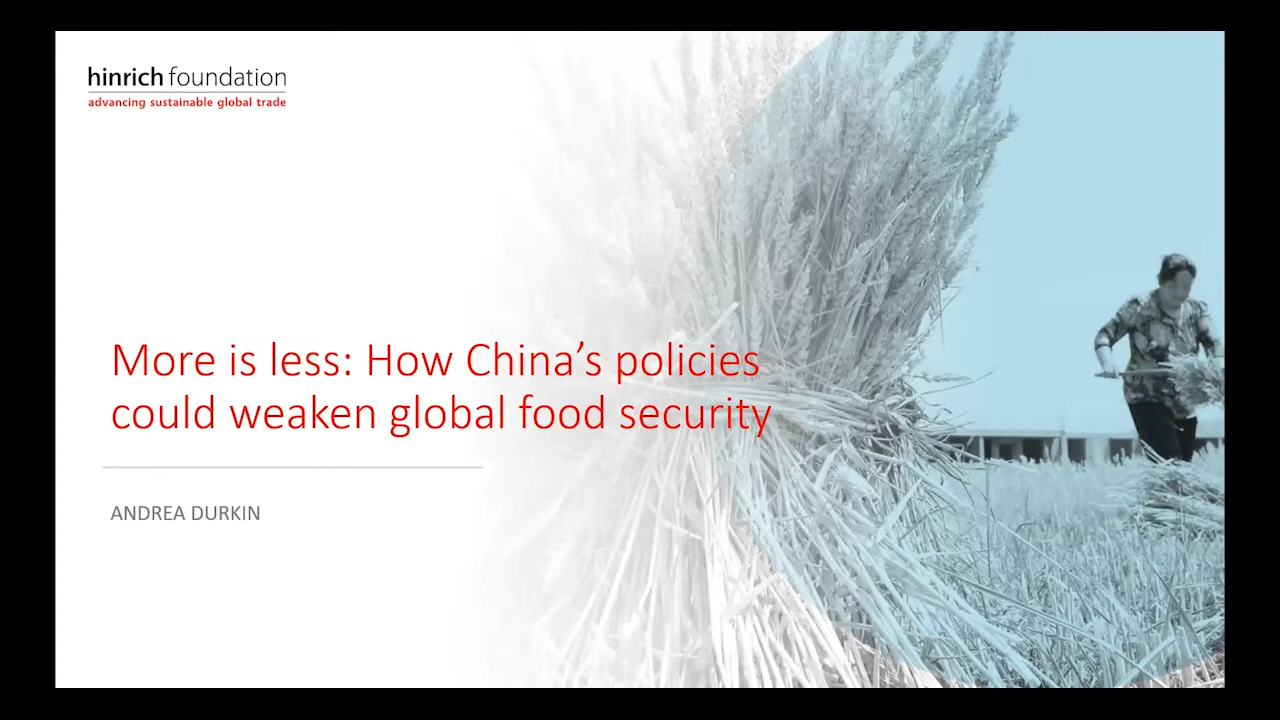 hinrich foundation
advancing sustainable global trade
More is less: How China’s policies
could weaken global food security
ANDREA DURKIN